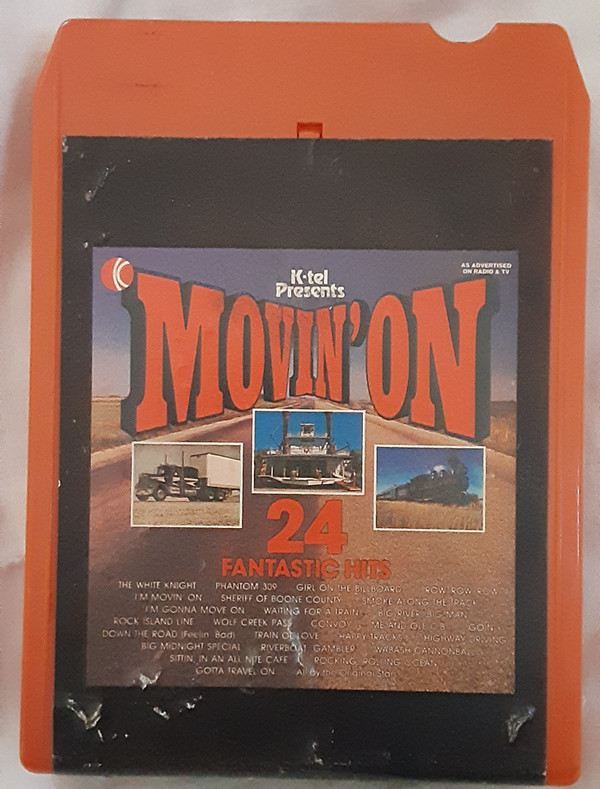 K-tel
Presents
AS ADVERTISED
ON RADIO & TV
MOVIN' ON
24
FANTASTIC HITS
THE WHITE KNIGHT PHANTOM 309 GIRL ON THE BILLBOARD ROW ROW ROW
I'M MOVIN' ON SHERIFF OF BOONE COUNTY SMOKE ALONG THE TRACK
I'M GONNA MOVE ON WAITING FOR A TRAIN BIG RIVER, BIG MAN
ROCK ISLAND LINE WOLF CREEK PASS CONVOY ME AND OLE C.B. GOIN'
DOWN THE ROAD (Feelin' Bad) TRAIN OF LOVE HAPPY TRACKS HIGHWAY DRIVING
BIG MIDNIGHT SPECIAL RIVERBOAT GAMBLER WABASH CANNONBALL
SITTIN' IN AN ALL NITE CAFE ROCKING, ROLLING OCEAN
GOTTA TRAVEL ON All By the Original Stars